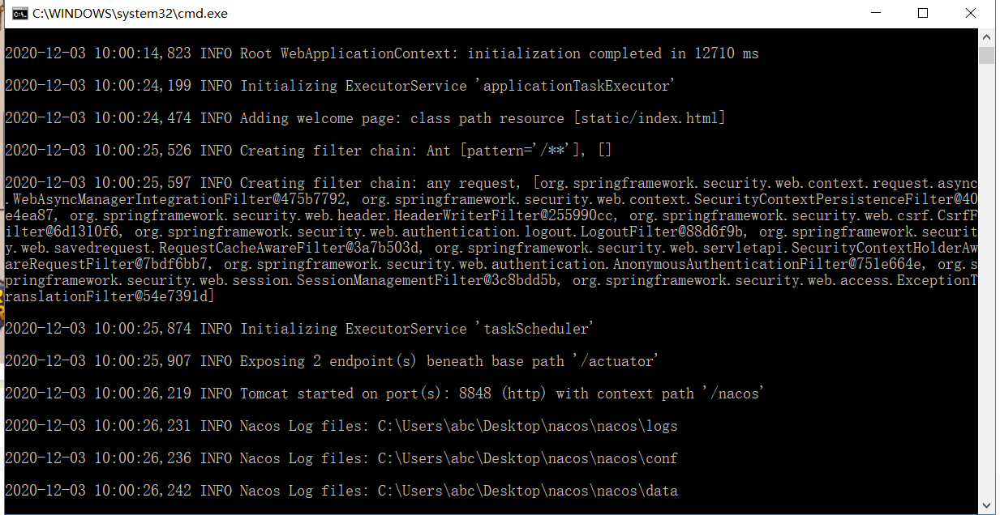 C:\WINDOWS\system32\cmd.exe
2020-12-03 10:00:14,823 INFO Root WebApplicationContext: initialization completed in 12710 ms
2020-12-03 10:00:24,199 INFO Initializing ExecutorService 'applicationTaskExecutor'
2020-12-03 10:00:24,474 INFO Adding welcome page: class path resource [static/index.html]
2020-12-03 10:00:25,526 INFO Creating filter chain: Ant [pattern='/**'], []
2020-12-03 10:00:25,597 INFO Creating filter chain: any request, [org.springframework.security.web.context.request.async
.WebAsyncManagerIntegrationFilter@475b7792, org.springframework.security.web.context.SecurityContextPersistenceFilter@40
e4ea87, org.springframework.security.web.header.HeaderWriterFilter@255990cc, org.springframework.security.web.csrf.CsrfF
ilter@6d1310f6, org.springframework.security.web.authentication.logout.LogoutFilter@88d6f9b, org.springframework.securit
y.web.savedrequest.RequestCacheAwareFilter@3a7b503d, org.springframework.security.web.servletapi.SecurityContextHolderAw
areRequestFilter@7bdf6bb7, org.springframework.security.web.authentication.AnonymousAuthenticationFilter@751e664e, org.s
pringframework.security.web.session.SessionManagementFilter@3c8bdd5b, org.springframework.security.web.access.ExceptionT
ranslationFilter@54e7391d]
2020-12-03 10:00:25,874 INFO Initializing ExecutorService 'taskScheduler'
2020-12-03 10:00:25,907 INFO Exposing 2 endpoint(s) beneath base path '/actuator'
2020-12-03 10:00:26,219 INFO Tomcat started on port(s): 8848 (http) with context path '/nacos'
2020-12-03 10:00:26,231 INFO Nacos Log files: C:\Users\abc\Desktop\nacos\nacos\logs
2020-12-03 10:00:26,236 INFO Nacos Log files: C:\Users\abc\Desktop\nacos\nacos\conf
2020-12-03 10:00:26,242 INFO Nacos Log files: C:\Users\abc\Desktop\nacos\nacos\data